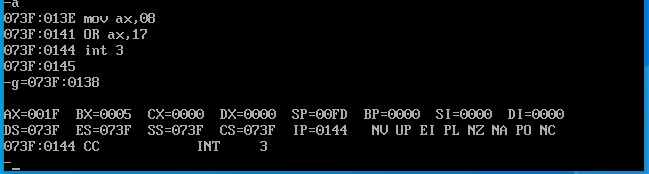 -a
073F:013E mov ax,08
073F:0141 OR ax,17
073F:0144 int 3
073F:0145
-g=073F:0138
AX=001F BX=0005 CX=0000 DX=0000 SP=00FD BP=0000 SI=0000 DI=0000
DS=073F ES=073F SS=073F CS=073F IP=0144 NV UP EI PL NZ NA PO NC
073F:0144 CC INT 3
-_